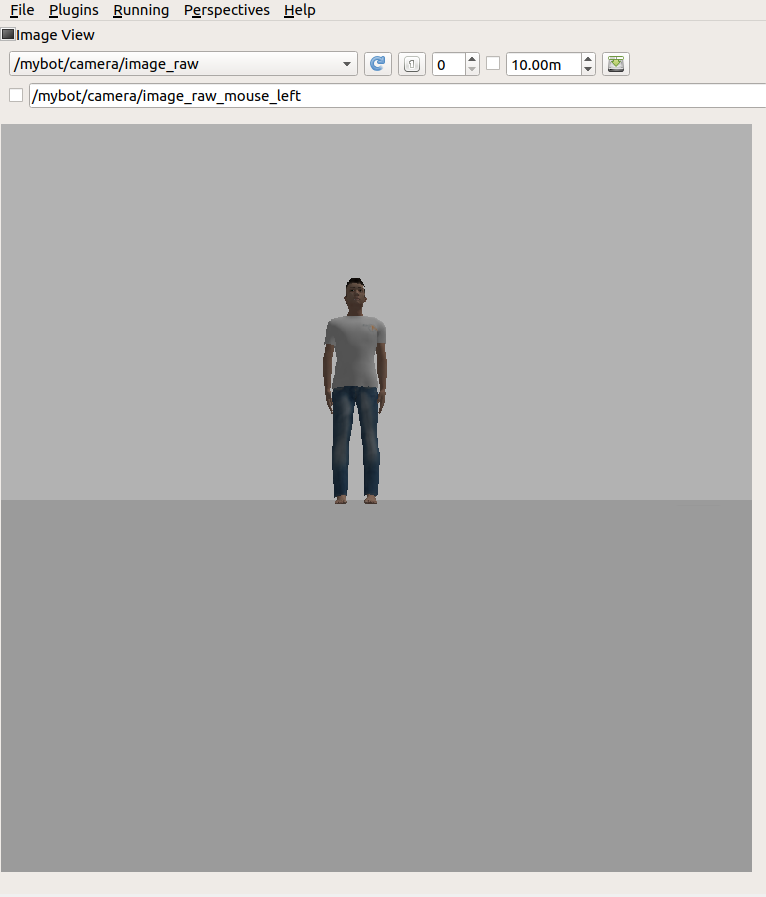 File Plugins Running Perspectives Help
Image View
/mybot/camera/image_raw 0 10.00m
/mybot/camera/image_raw_mouse_left